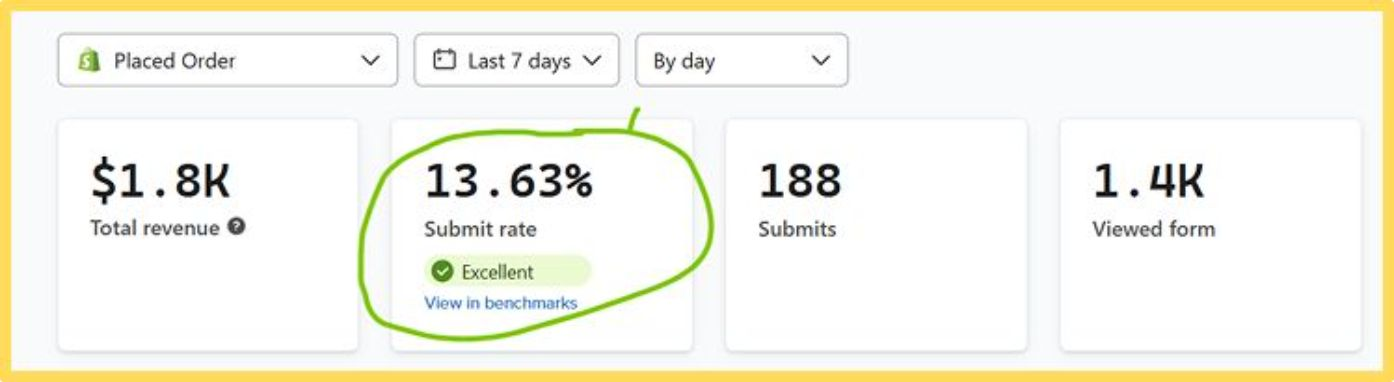 Placed Order
Last 7 days
By day
$1.8K
Total revenue
13.63%
Submit rate
Excellent
View in benchmarks
188
Submits
1.4K
Viewed form